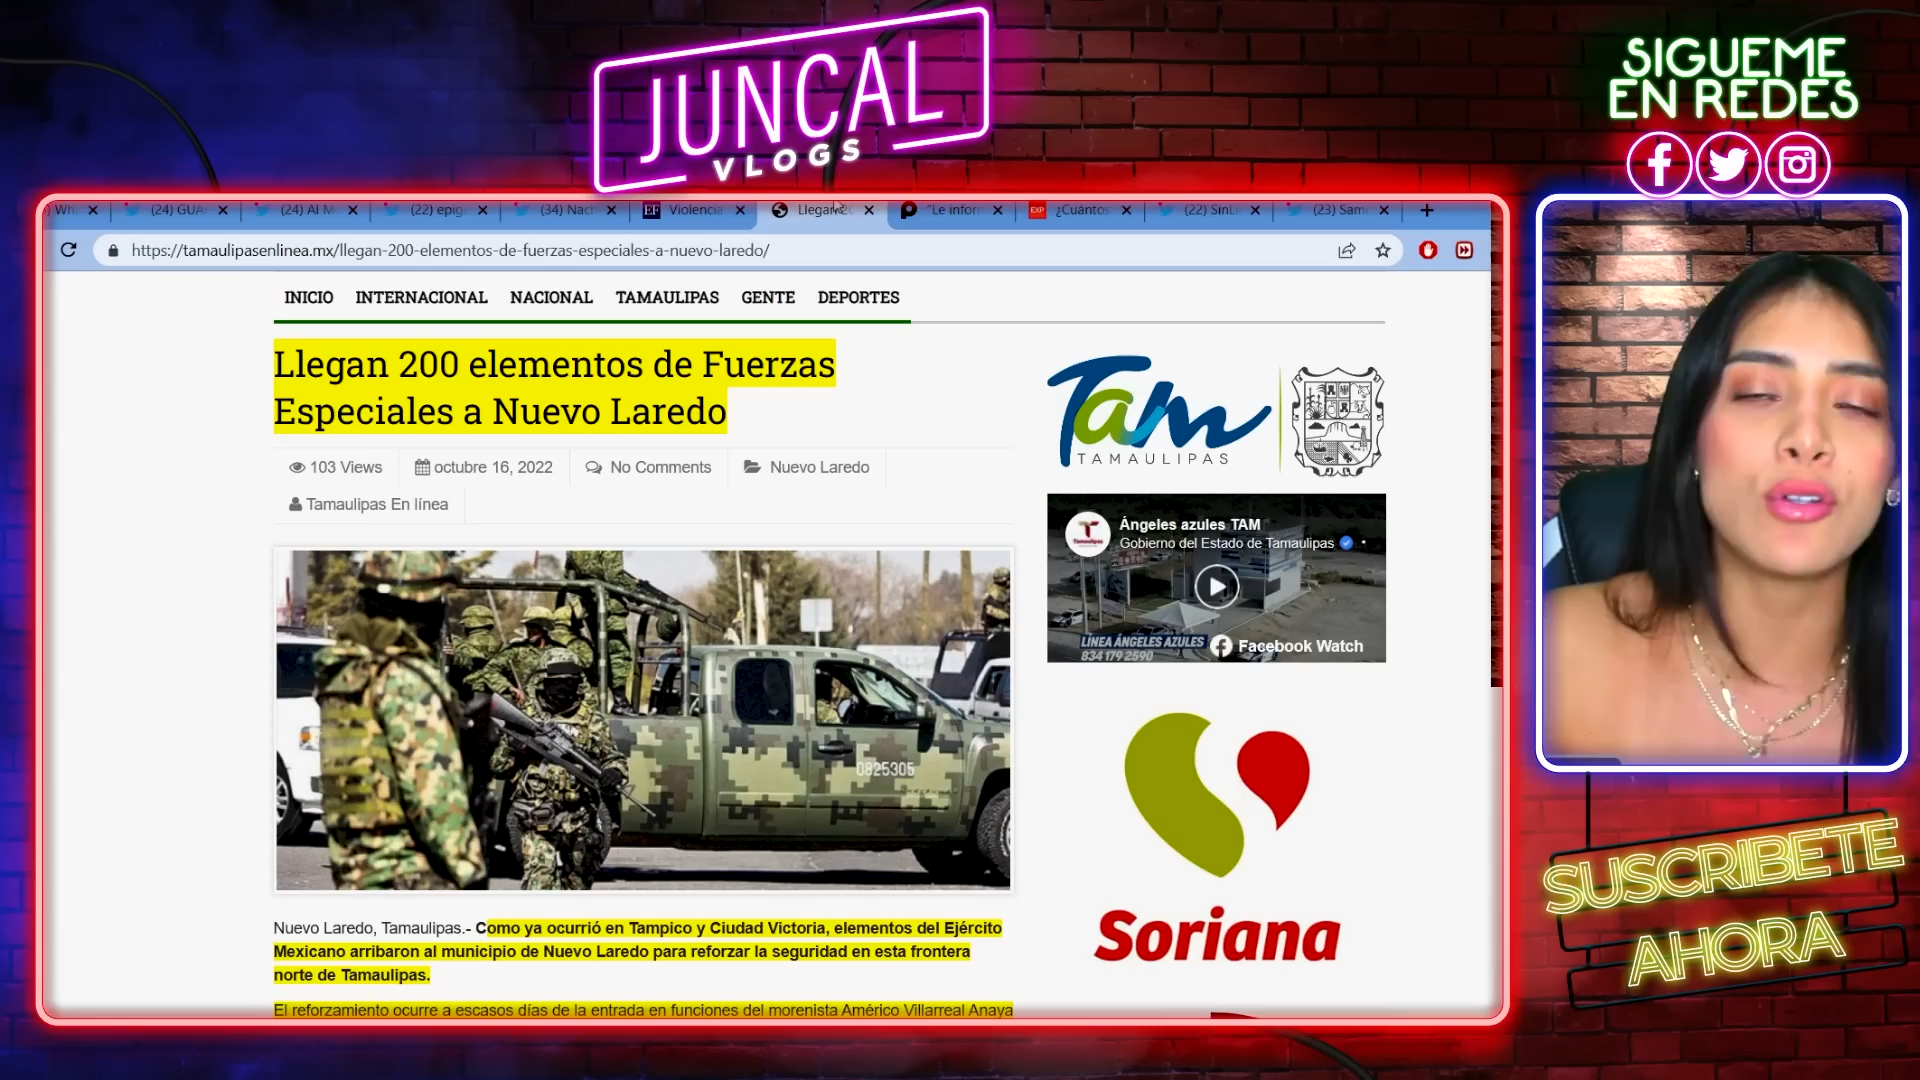 JUNCAL
VLOGS
SIGUEME
EN REDES
(24) GUA
(24) Al M
(22) epig
(34) Naci
EF Violencia
Llegan 20
"Le inform
EXP ¿Cuántos
(22) SinL
(23) Sam
https://tamaulipasenlinea.mx/llegan-200-elementos-de-fuerzas-especiales-a-nuevo-laredo/
INICIO INTERNACIONAL NACIONAL TAMAULIPAS GENTE DEPORTES
Llegan 200 elementos de Fuerzas
Especiales a Nuevo Laredo
103 Views octubre 16, 2022 No Comments Nuevo Laredo
Tamaulipas En línea
0825305
Nuevo Laredo, Tamaulipas.- Como ya ocurrió en Tampico y Ciudad Victoria, elementos del Ejército
Mexicano arribaron al municipio de Nuevo Laredo para reforzar la seguridad en esta frontera
norte de Tamaulipas.
El reforzamiento ocurre a escasos días de la entrada en funciones del morenista Américo Villarreal Anaya
Tam
TAMAULIPAS
Ángeles azules TAM
Gobierno del Estado de Tamaulipas
LÍNEA ÁNGELES AZULES
834 179 2590
Facebook Watch
Soriana
SUSCRIBETE
AHORA